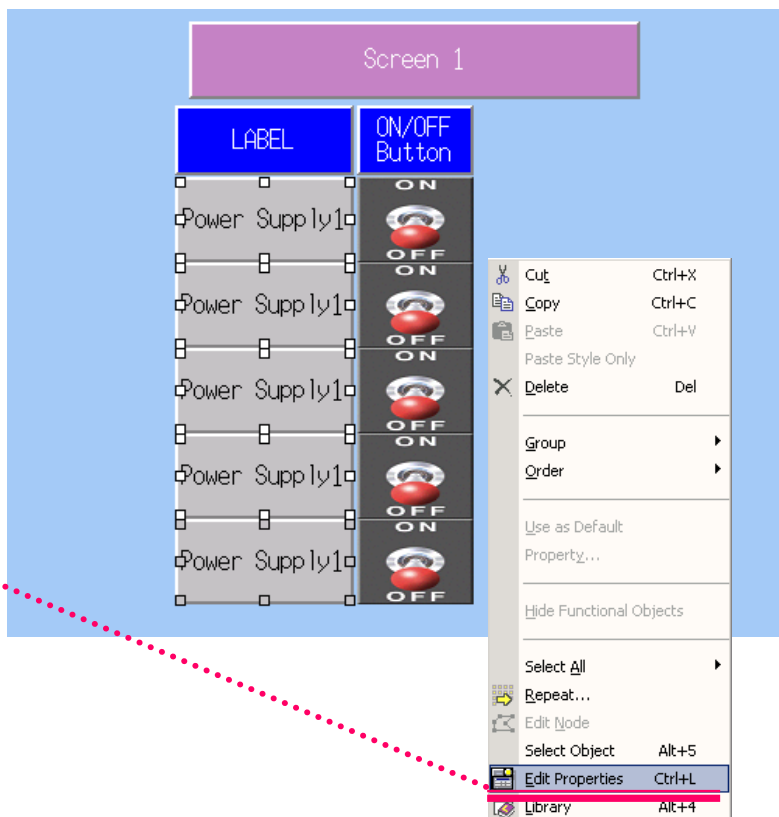 Screen 1
LABEL
ON/OFF
Button
ON
Power Supply1
OFF
ON
Power Supply1
OFF
ON
Power Supply1
OFF
ON
Power Supply1
OFF
ON
Power Supply1
OFF
Cut Ctrl+X
Copy Ctrl+C
Paste Ctrl+V
Paste Style Only
Delete Del
Group
Order
Use as Default
Property...
Hide Functional Objects
Select All
Repeat...
Edit Node
Select Object Alt+5
Edit Properties Ctrl+L
Library Alt+4